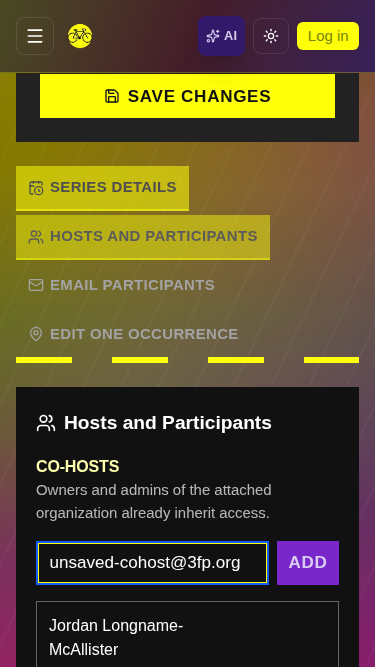 AI
Log in
SAVE CHANGES
SERIES DETAILS
HOSTS AND PARTICIPANTS
EMAIL PARTICIPANTS
EDIT ONE OCCURRENCE
Hosts and Participants
CO-HOSTS
Owners and admins of the attached
organization already inherit access.
unsaved-cohost@3fp.org
ADD
Jordan Longname-
McAllister